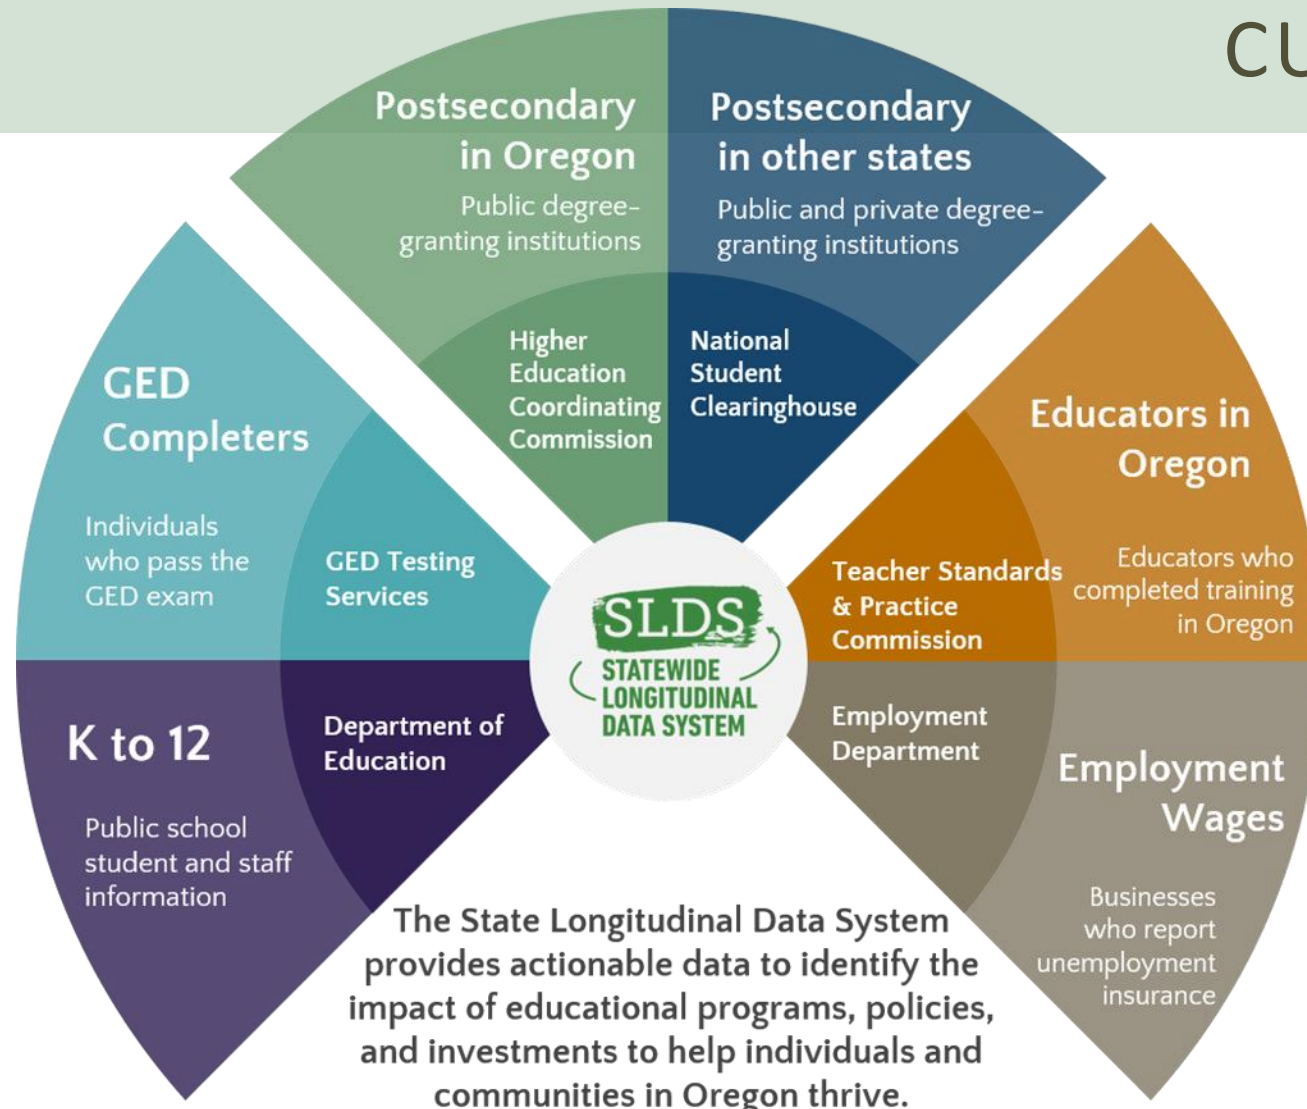 CU
Postsecondary
in Oregon
Public degree-
granting institutions
Higher
Education
Coordinating
Commission
Postsecondary
in other states
Public and private degree-
granting institutions
National
Student
Clearinghouse
GED
Completers
Individuals
who pass the
GED exam
GED Testing
Services
Educators in
Oregon
Educators who
completed training
in Oregon
Teacher Standards
& Practice
Commission
SLDS
STATEWIDE
LONGITUDINAL
DATA SYSTEM
K to 12
Public school
student and staff
information
Department of
Education
Employment
Department
Employment
Wages
Businesses
who report
unemployment
insurance
The State Longitudinal Data System
provides actionable data to identify the
impact of educational programs, policies,
and investments to help individuals and
communities in Oregon thrive.